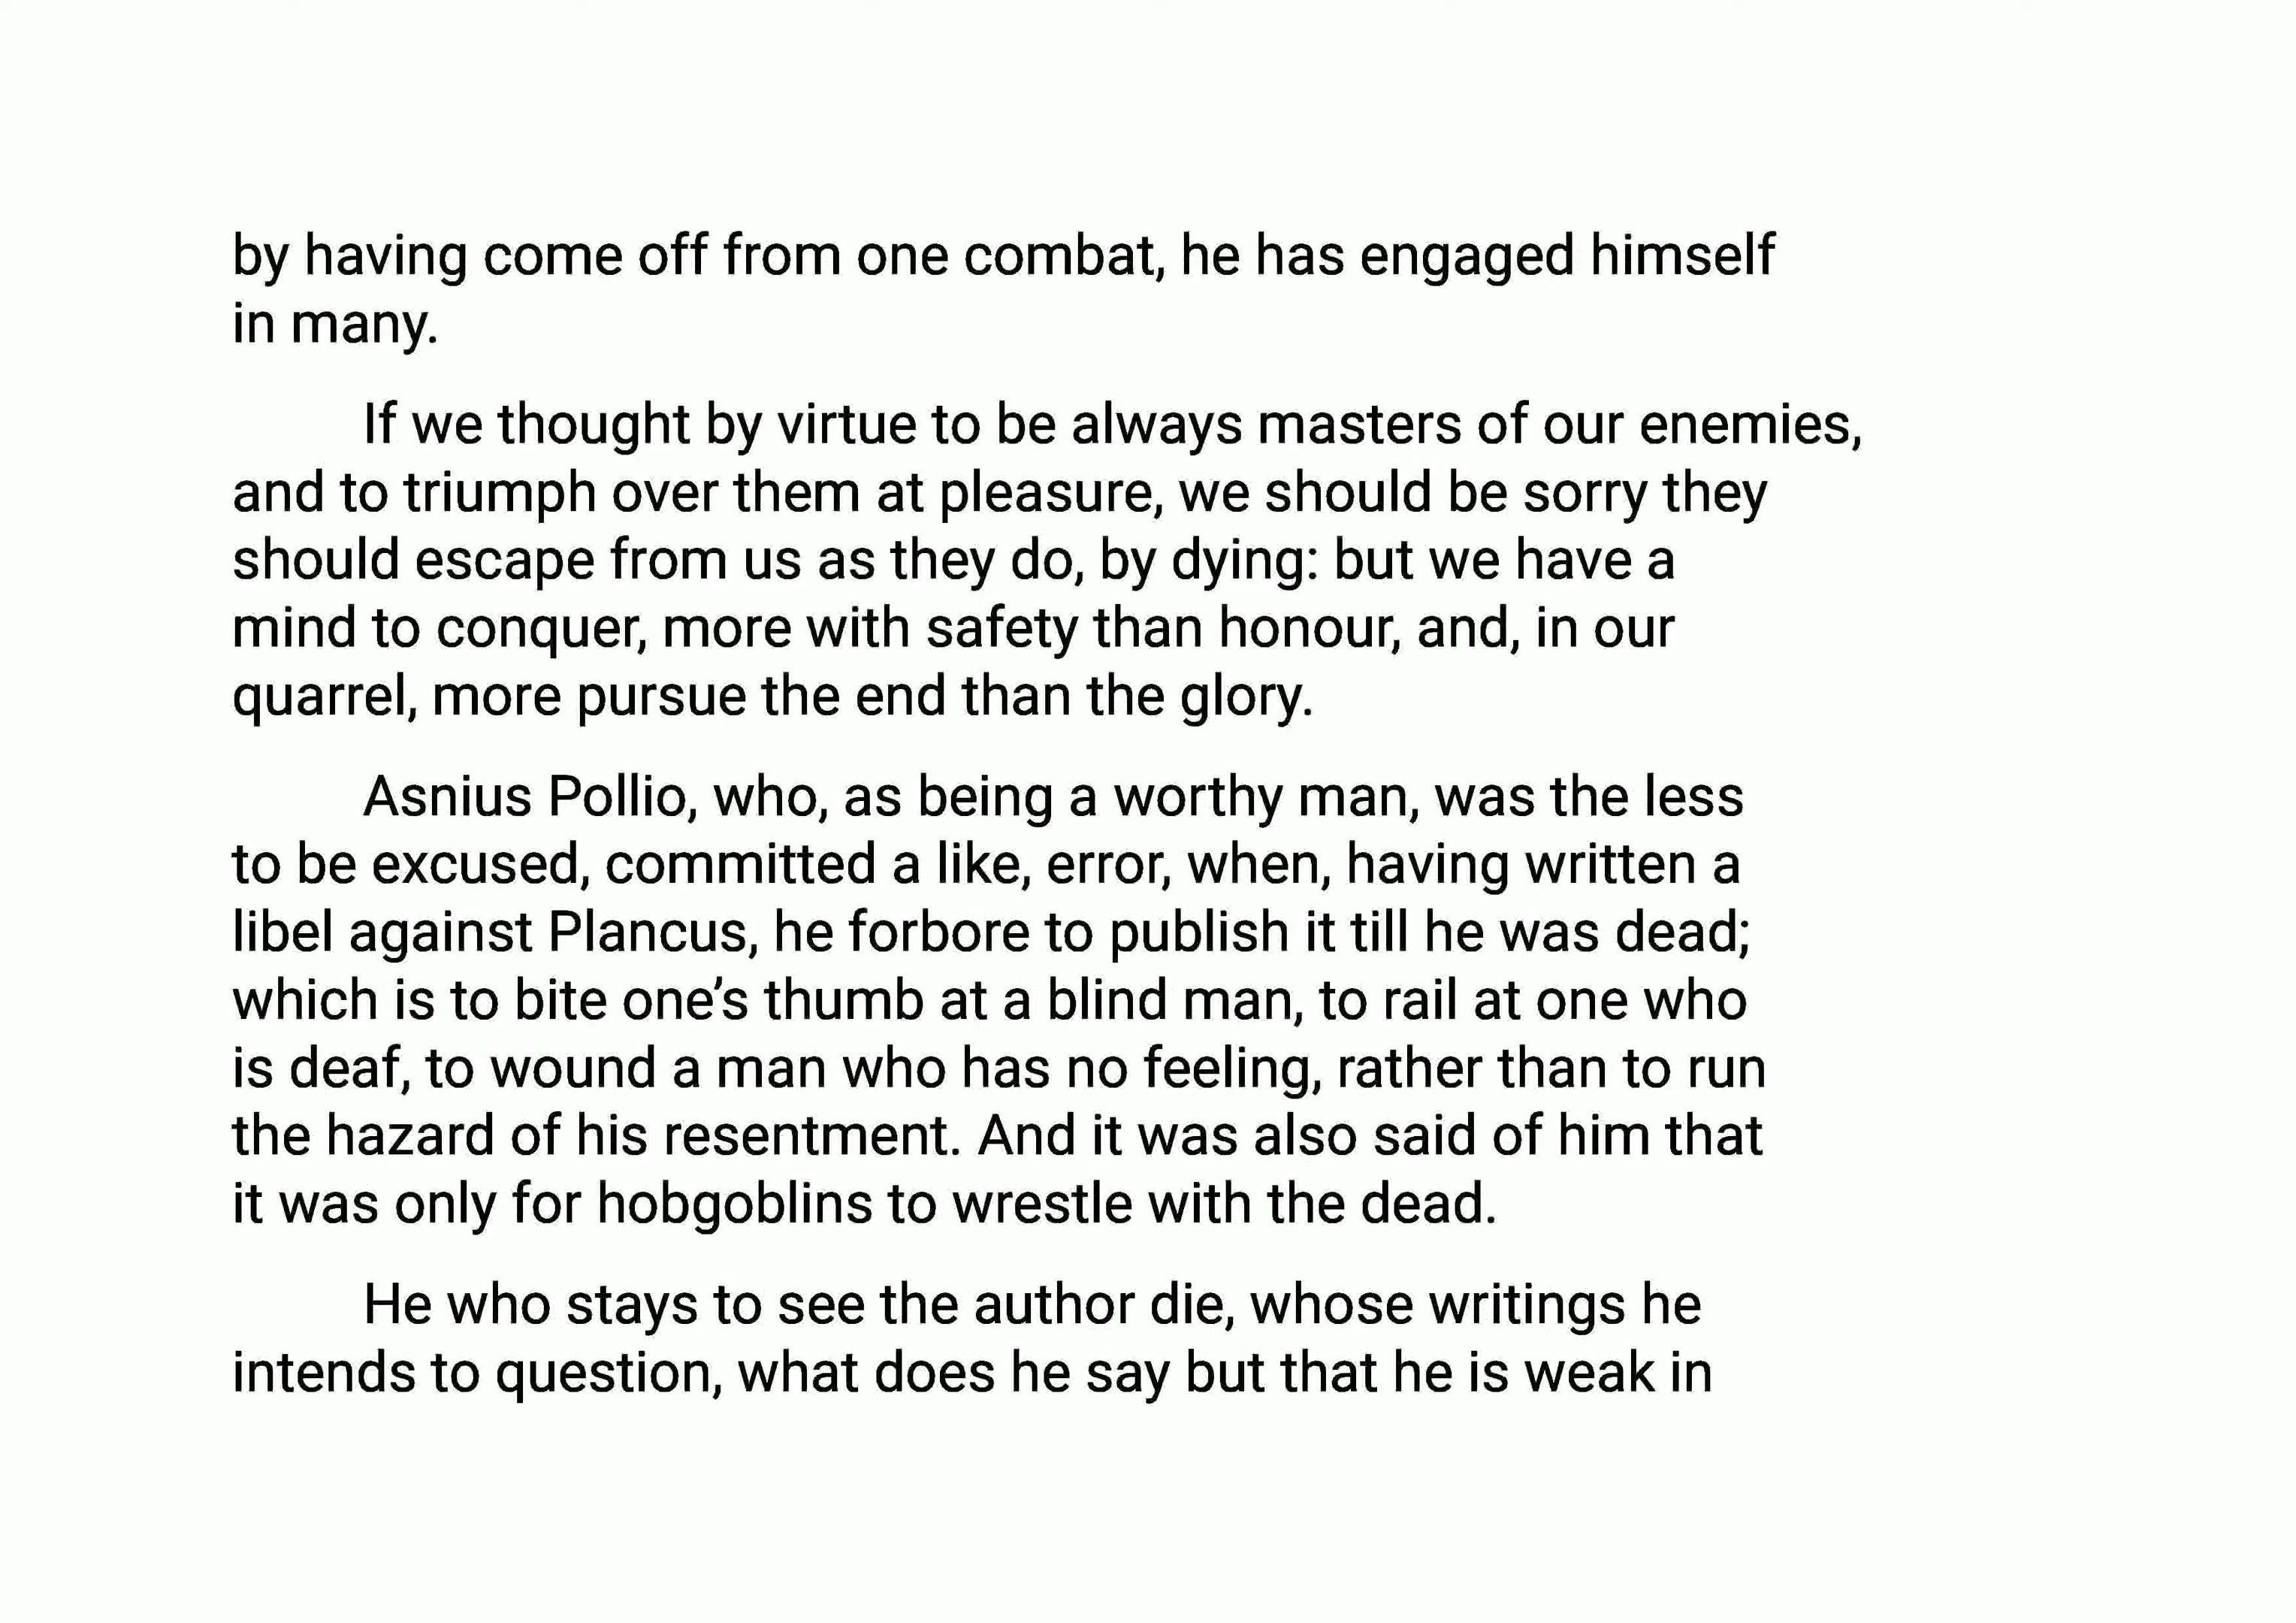 by having come off from one combat, he has engaged himself
in many.
If we thought by virtue to be always masters of our enemies,
and to triumph over them at pleasure, we should be sorry they
should escape from us as they do, by dying: but we have a
mind to conquer, more with safety than honour, and, in our
quarrel, more pursue the end than the glory.
Asnius Pollio, who, as being a worthy man, was the less
to be excused, committed a like, error, when, having written a
libel against Plancus, he forbore to publish it till he was dead;
which is to bite one’s thumb at a blind man, to rail at one who
is deaf, to wound a man who has no feeling, rather than to run
the hazard of his resentment. And it was also said of him that
it was only for hobgoblins to wrestle with the dead.
He who stays to see the author die, whose writings he
intends to question, what does he say but that he is weak in